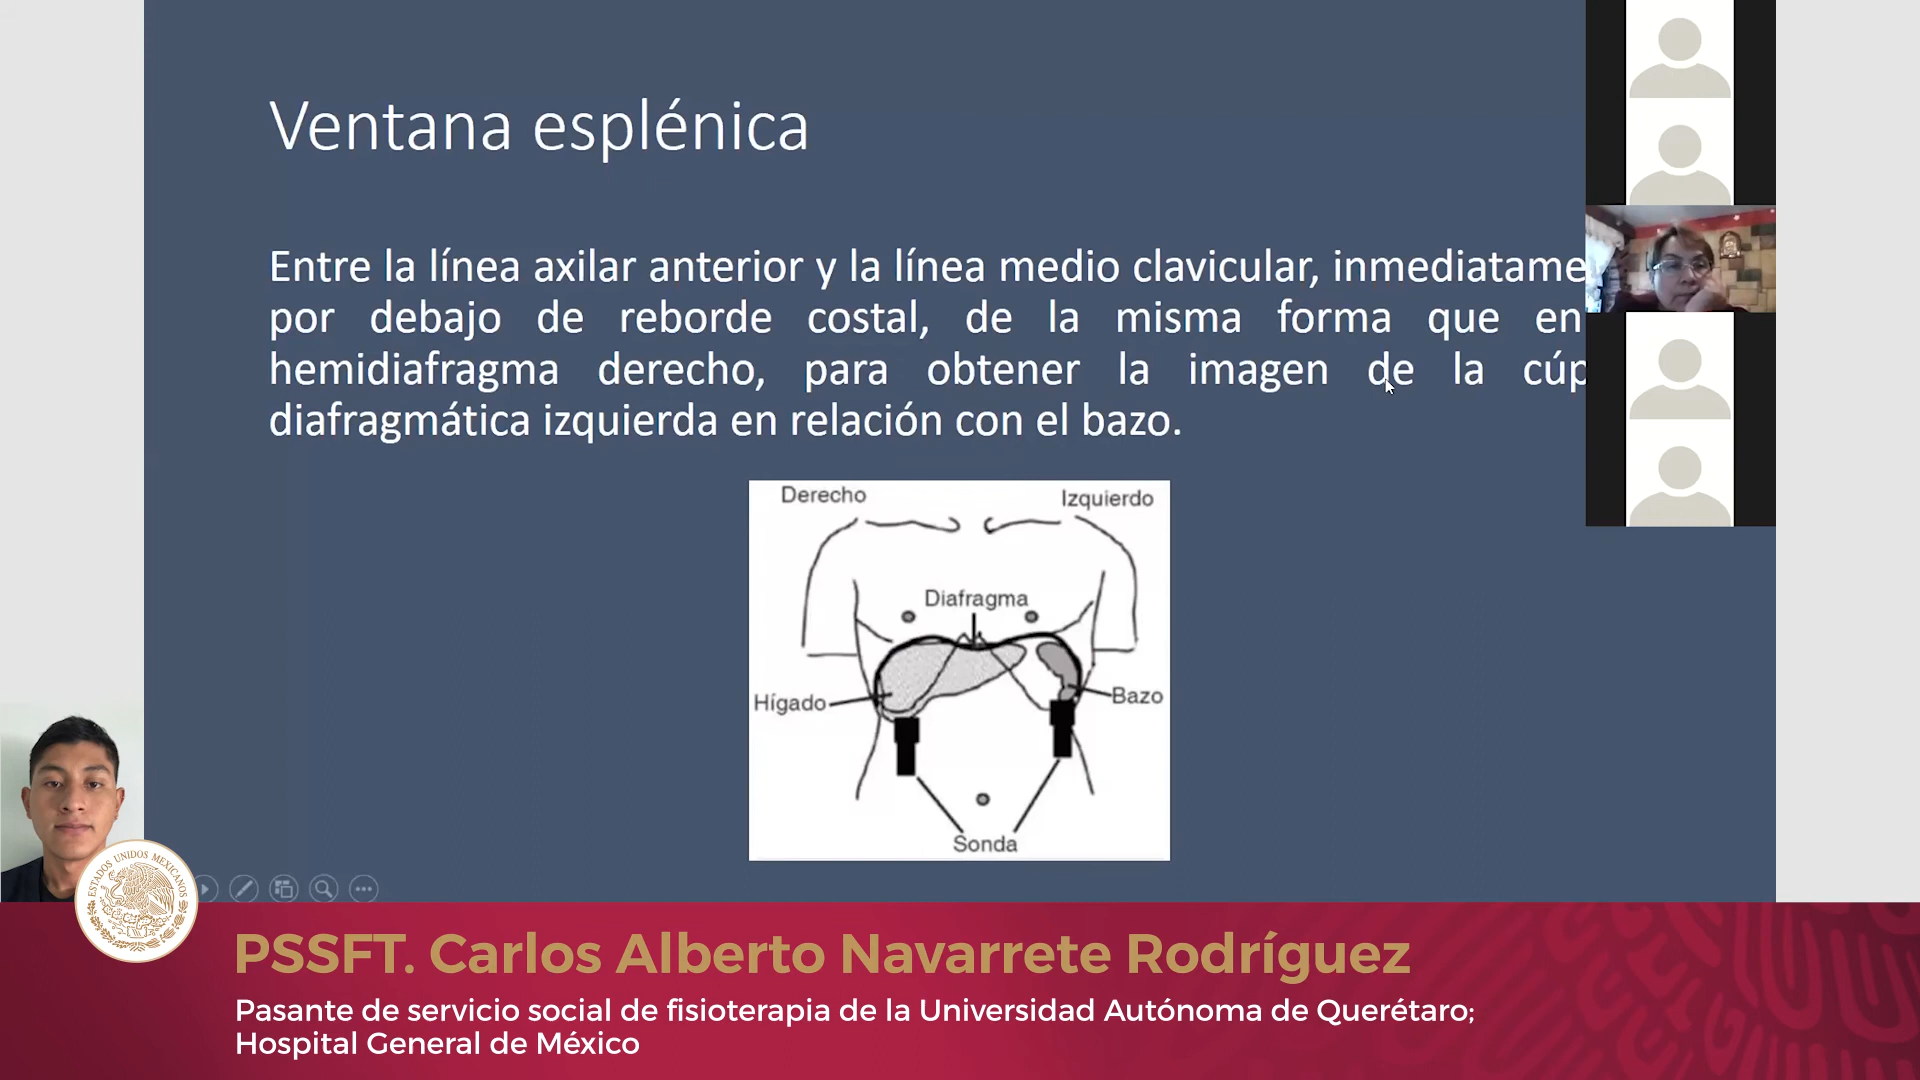 Ventana esplénica
Entre la línea axilar anterior y la línea medio clavicular,
por debajo de reborde costal, de la misma forma que en
hemidiafragma derecho, para obtener la imagen de la
diafragmática izquierda en relación con el bazo.
Derecho
Izquierdo
Diafragma
Hígado
Bazo
Sonda
ESTADOS UNIDOS MEXICANOS
PSSFT. Carlos Alberto Navarrete Rodríguez
Pasante de servicio social de fisioterapia de la Universidad Autónoma de Querétaro;
Hospital General de México